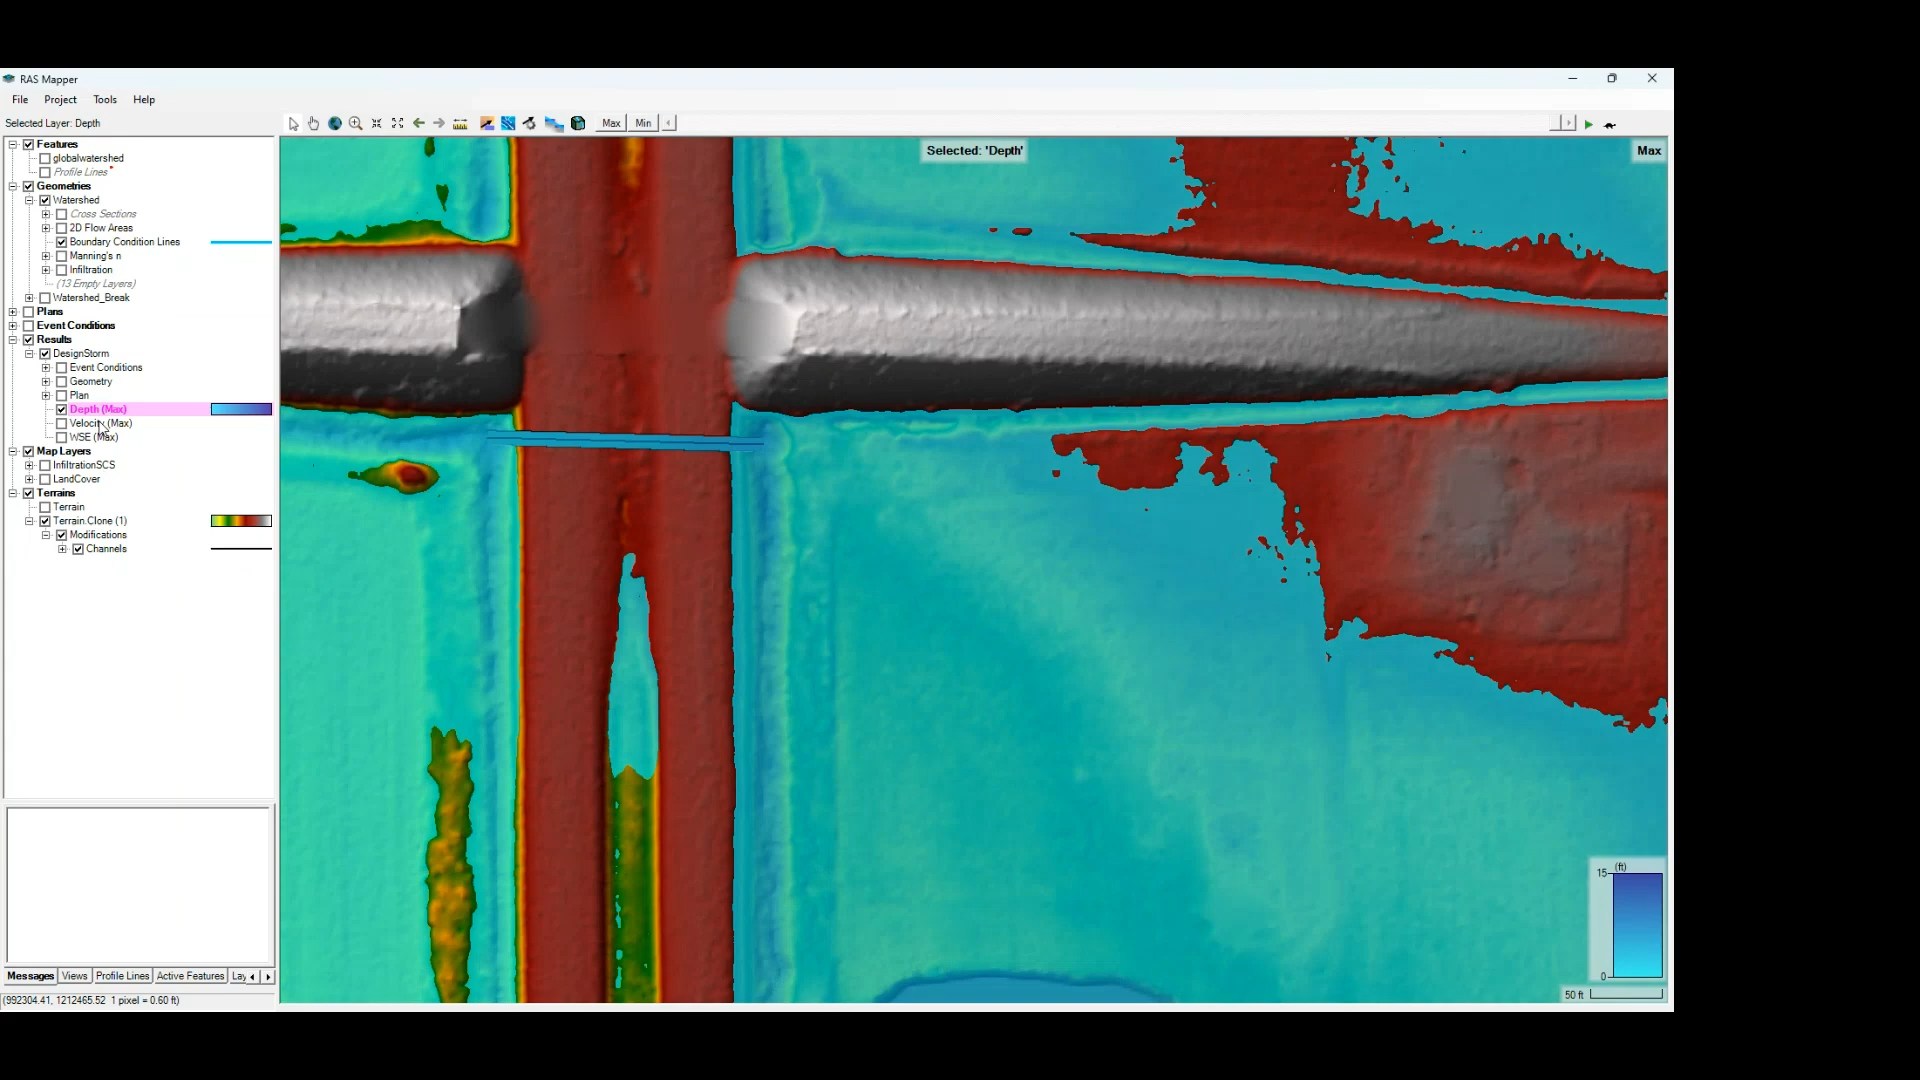 RAS Mapper
File Project Tools Help
Selected Layer: Depth
Max Min
Features
globalwatershed
Profile Lines *
Geometries
Watershed
Cross Sections
2D Flow Areas
Boundary Condition Lines
Manning's n
Infiltration
(13 Empty Layers)
Watershed_Break
Plans
Event Conditions
Results
DesignStorm
Event Conditions
Geometry
Plan
Depth (Max)
Velocity (Max)
WSE (Max)
Map Layers
InfiltrationSCS
LandCover
Terrains
Terrain
Terrain.Clone (1)
Modifications
Channels
Selected: 'Depth'
Max
(ft)
15
0
50 ft
Messages Views Profile Lines Active Features Lay
(992304.41, 1212465.52 1 pixel = 0.60 ft)